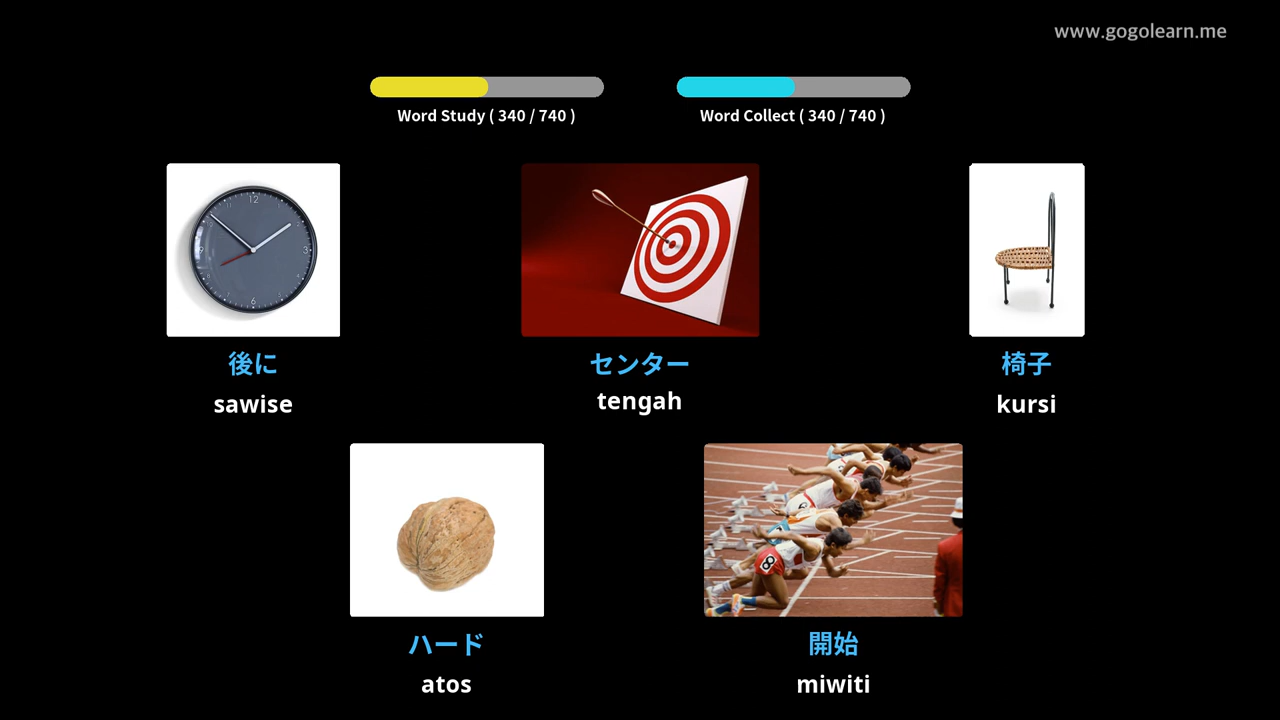 www.gogolearn.me
Word Study ( 340 / 740 )
Word Collect ( 340 / 740 )
後に
sawise
センター
tengah
椅子
kursi
ハード
atos
開始
miwiti